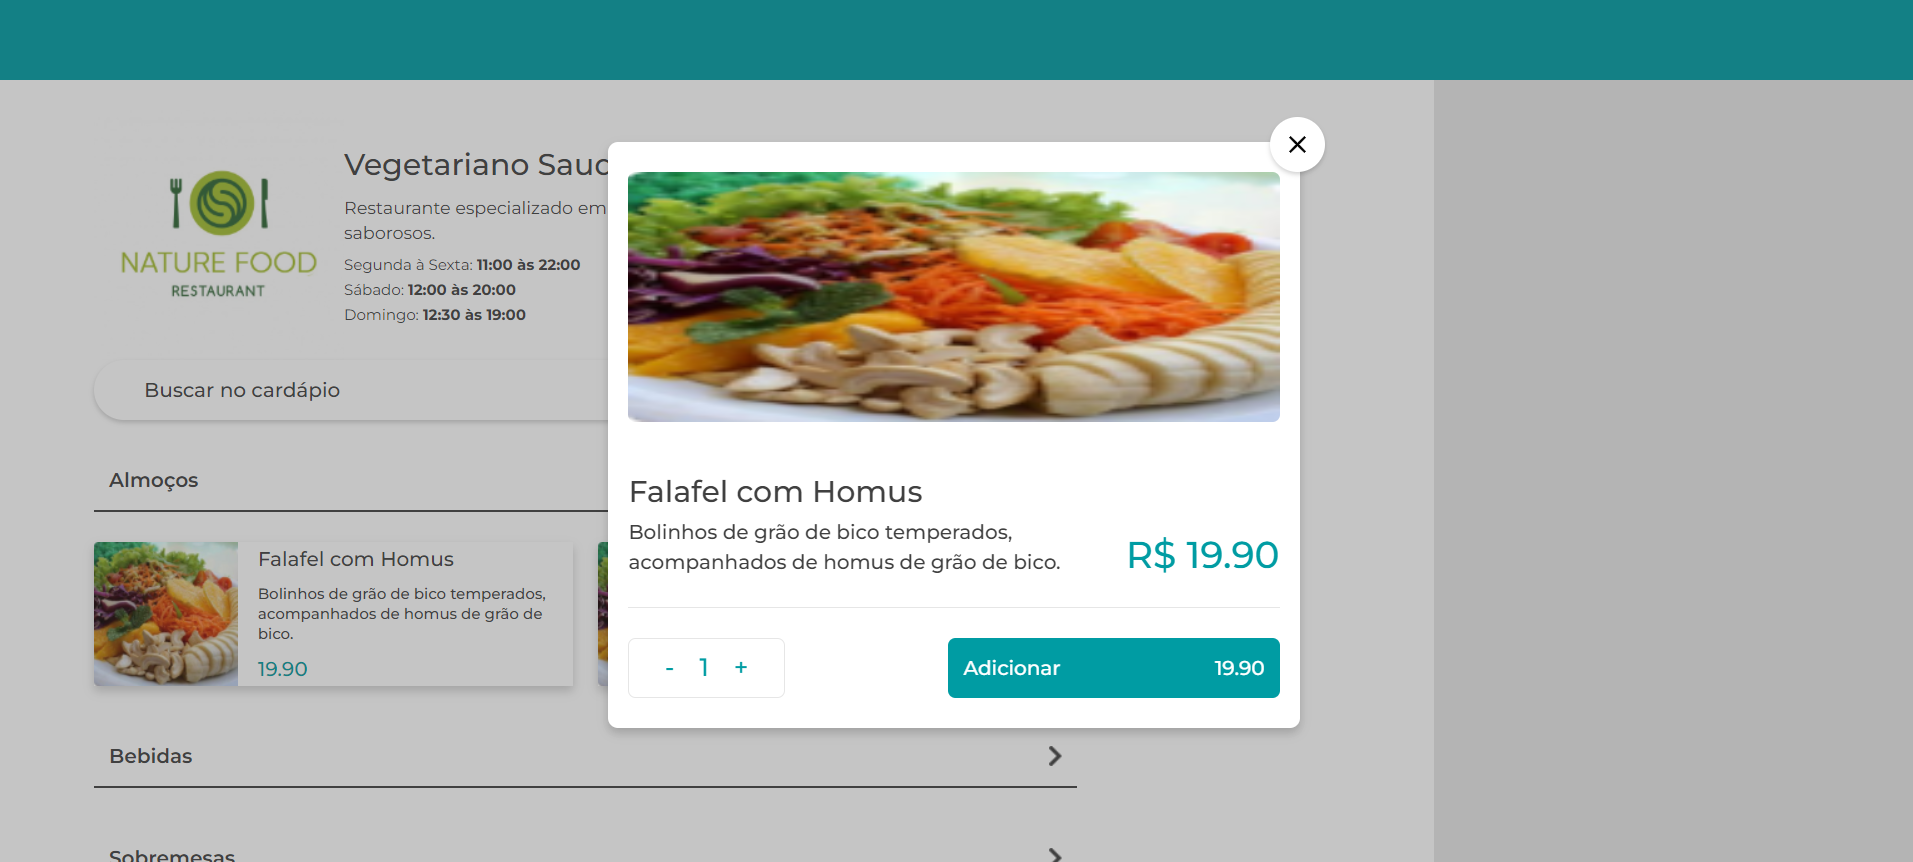 NATURE FOOD
RESTAURANT
Vegetariano
Restaurante especializado em
saborosos.
Segunda à Sexta: 11:00 às 22:00
Sábado: 12:00 às 20:00
Domingo: 12:30 às 19:00
Buscar no cardápio
Almoços
Falafel com Homus
Bolinhos de grão de bico temperados,
acompanhados de homus de grão de
bico.
19.90
Bebidas
Sobremesas
Falafel com Homus
Bolinhos de grão de bico temperados,
acompanhados de homus de grão de bico.
R$ 19.90
- 1 +
Adicionar 19.90